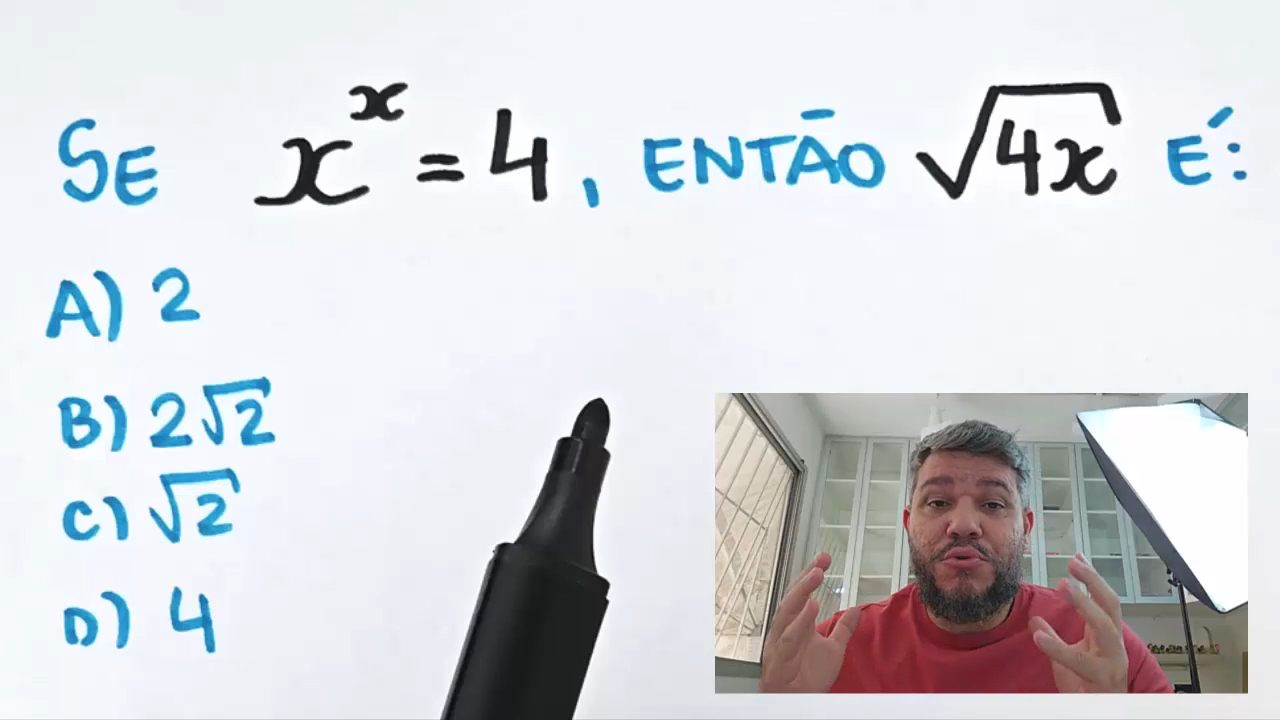 SE x^x = 4, ENTÃO √4x É:
A) 2
B) 2√2
C) √2
D) 4